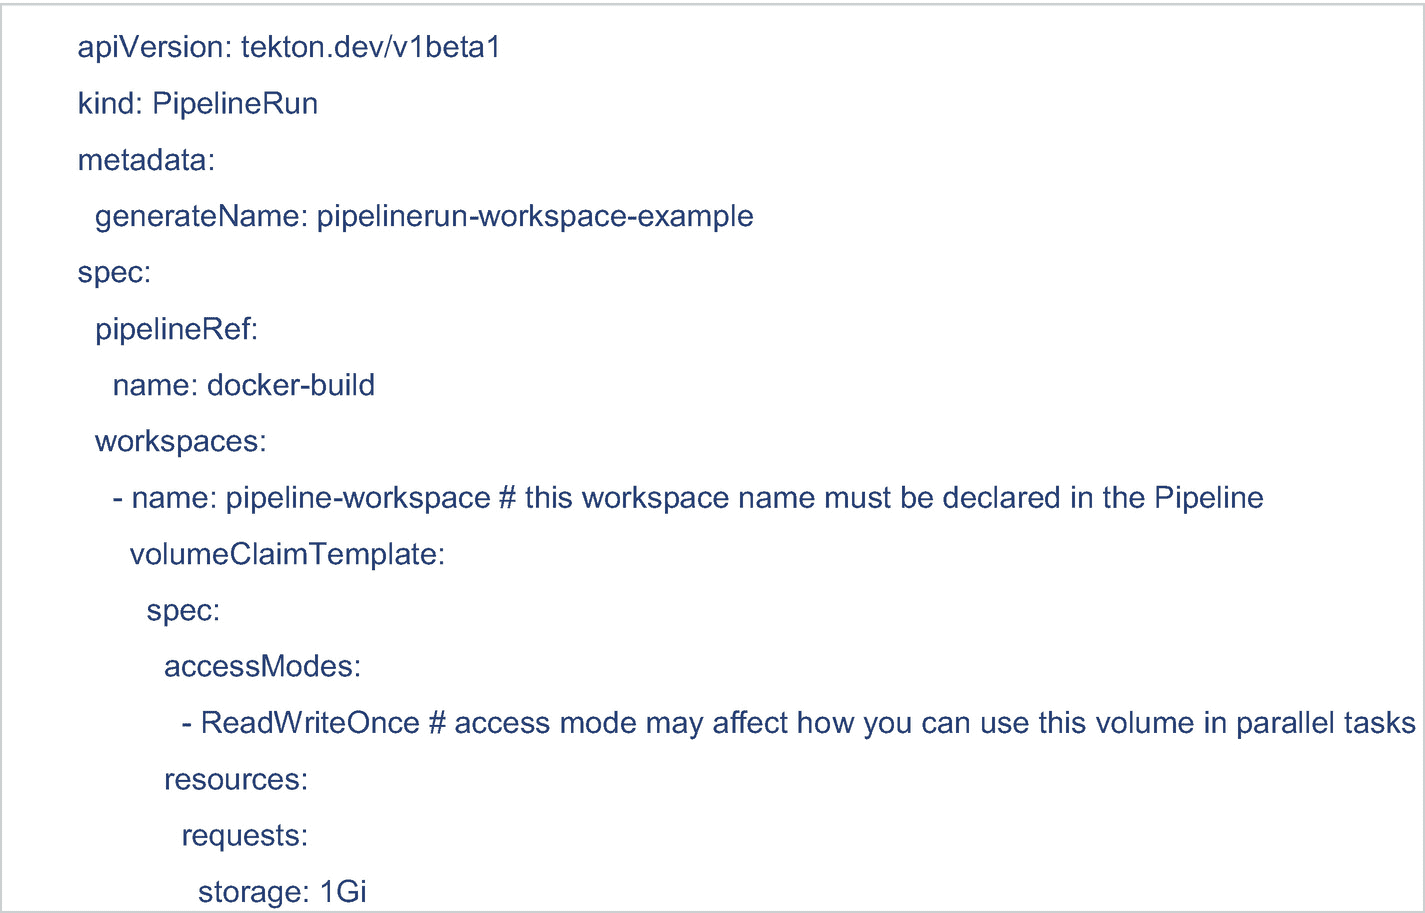 apiVersion: tekton.dev/v1beta1
kind: PipelineRun
metadata:
  generateName: pipelinerun-workspace-example
spec:
  pipelineRef:
    name: docker-build
  workspaces:
    - name: pipeline-workspace # this workspace name must be declared in the Pipeline
      volumeClaimTemplate:
        spec:
          accessModes:
            - ReadWriteOnce # access mode may affect how you can use this volume in parallel tasks
          resources:
            requests:
              storage: 1Gi